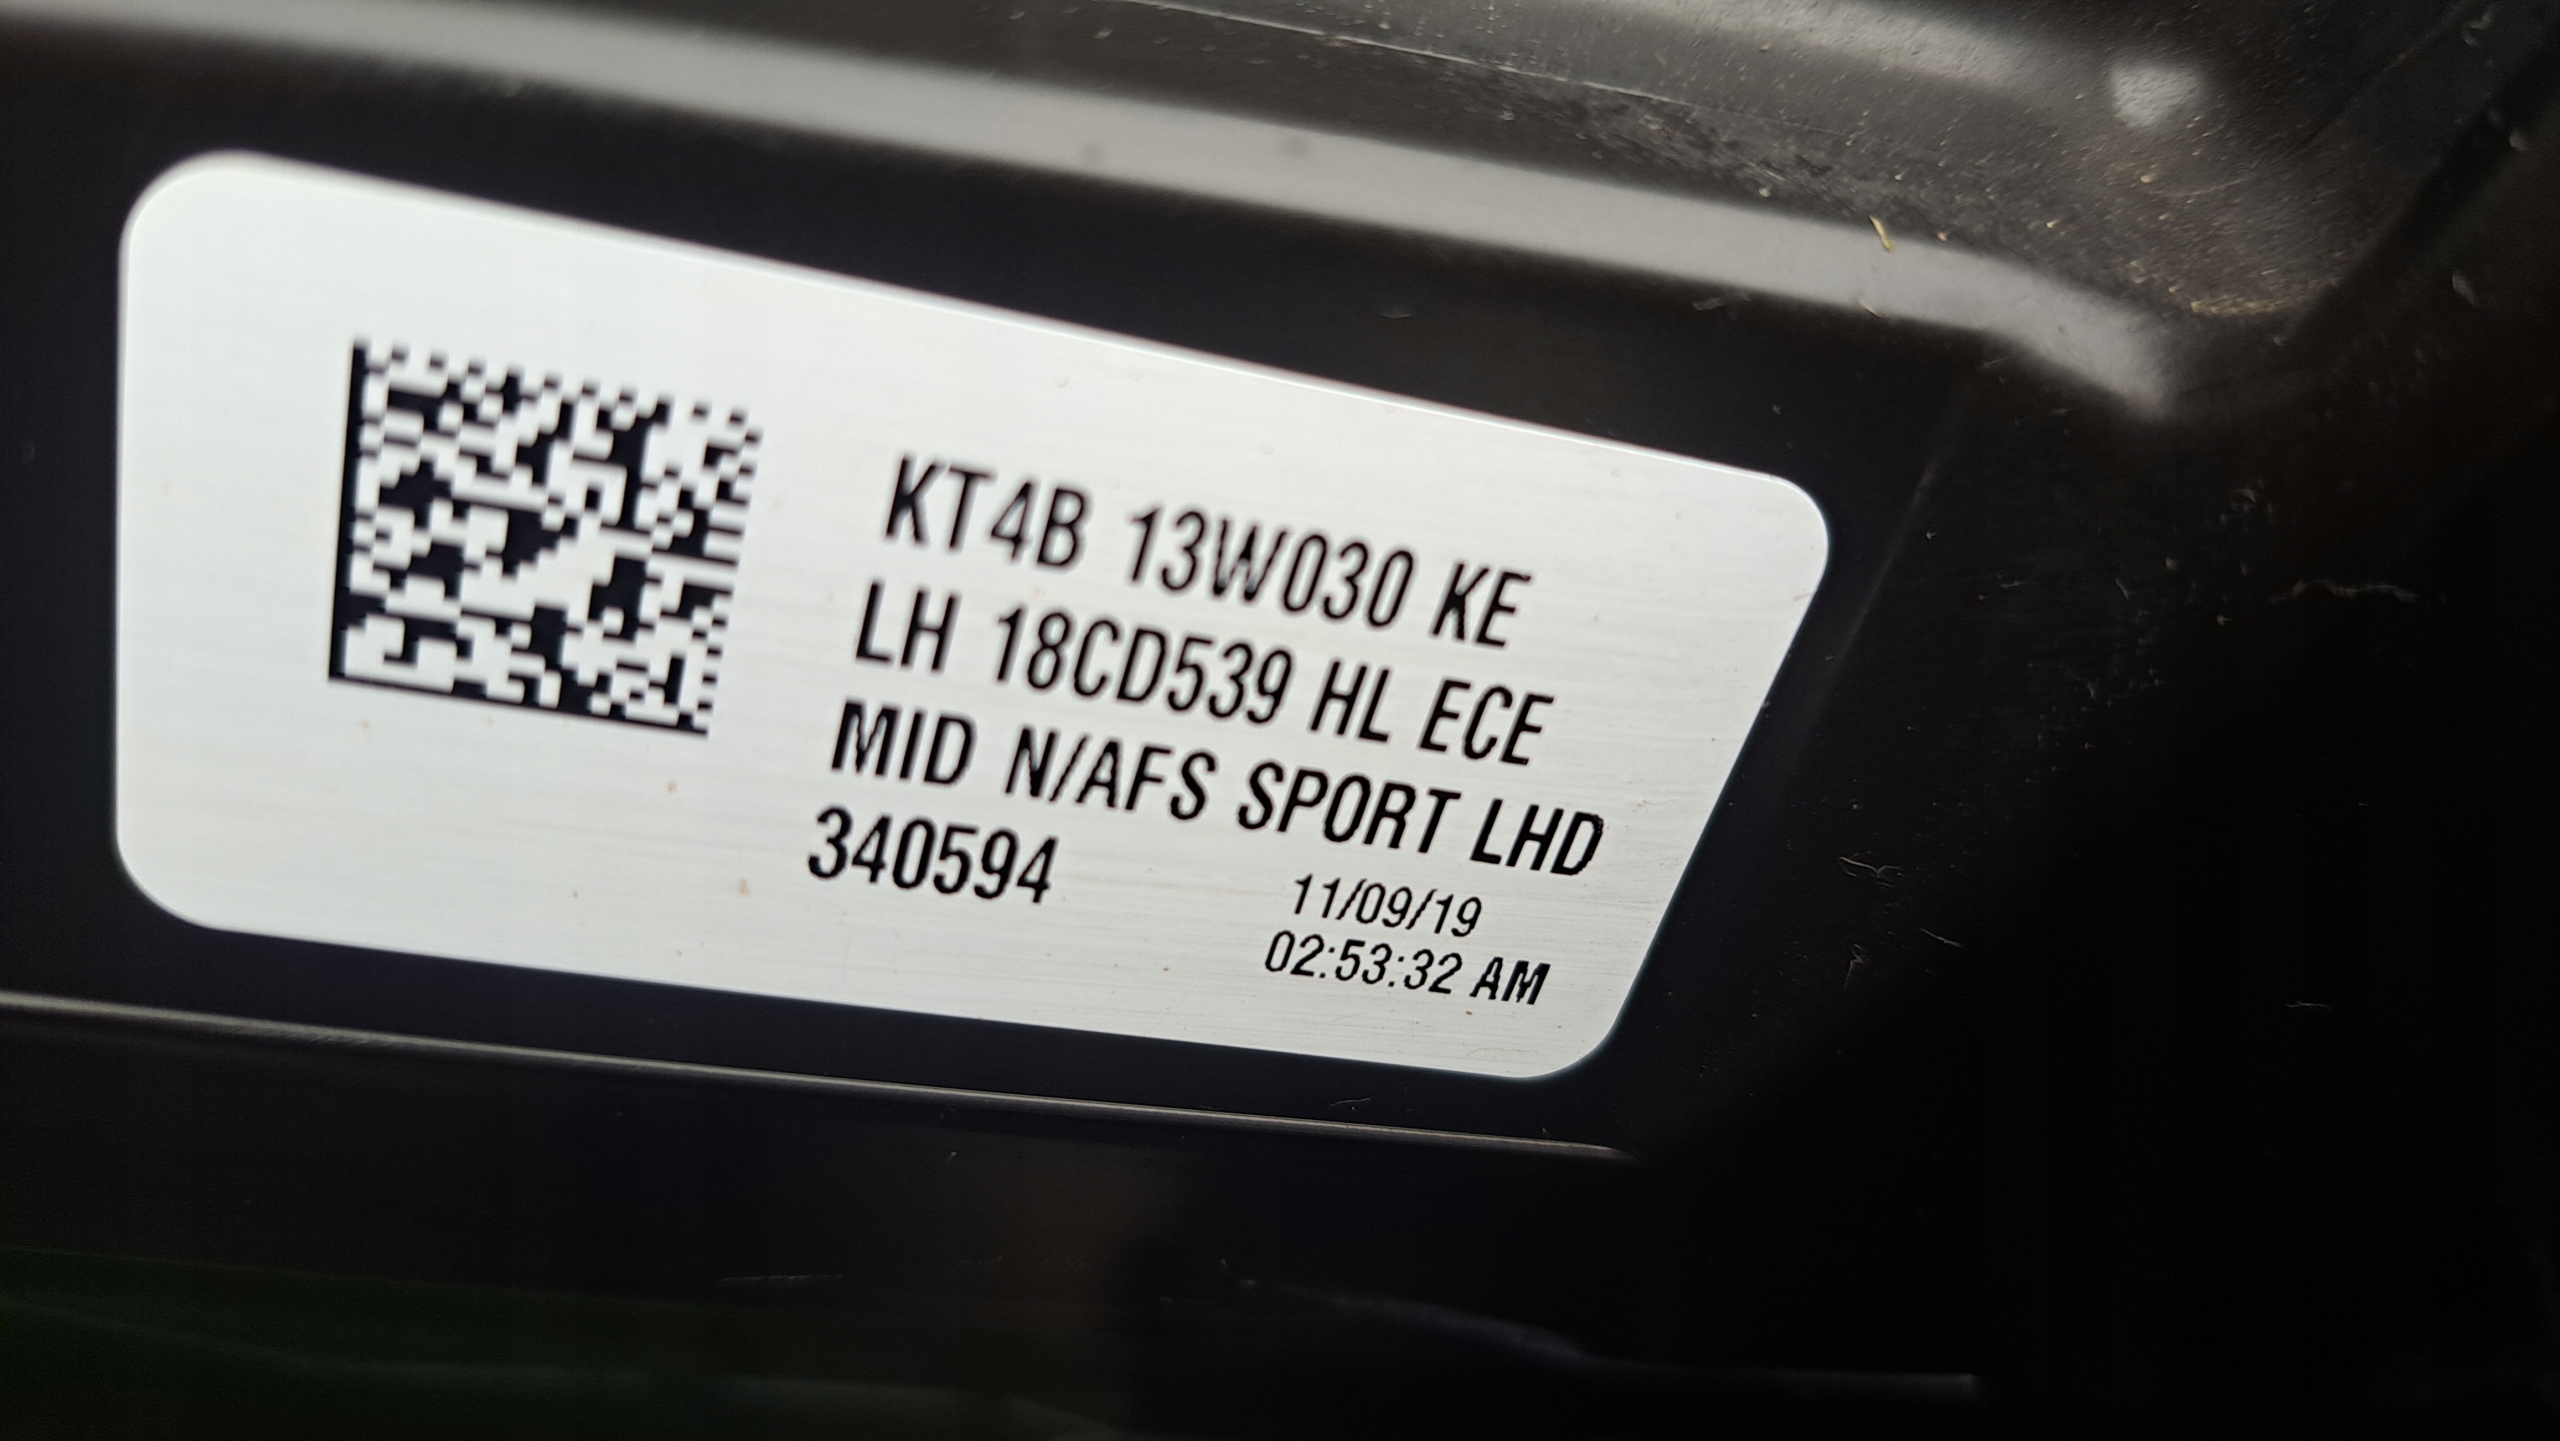 KT4B 13W030 KE
LH 18CD539 HL ECE
MID N/AFS SPORT LHD
340594
11/09/19
02:53:32 AM